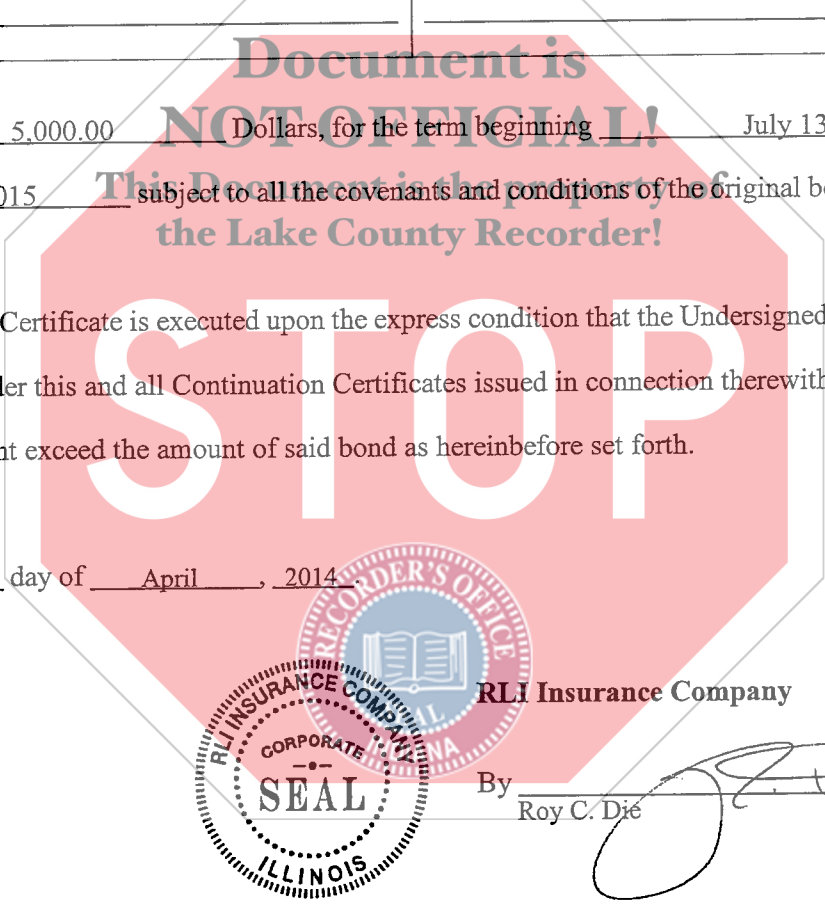 Document is
NOT OFFICIAL!
5,000.00 Dollars, for the term beginning July 13
This Document is the property of
015 subject to all the covenants and conditions of the original
the Lake County Recorder!
STOP
Certificate is executed upon the express condition that the Undersigned
this and all Continuation Certificates issued in connection therewith
exceed the amount of said bond as hereinbefore set forth.
day of April, 2014.
RECORDER'S OFFICE
SEAL
INDIANA
RLI INSURANCE COMPANY
CORPORATE
SEAL
ILLINOIS
RLI Insurance Company
By
Roy C. Die